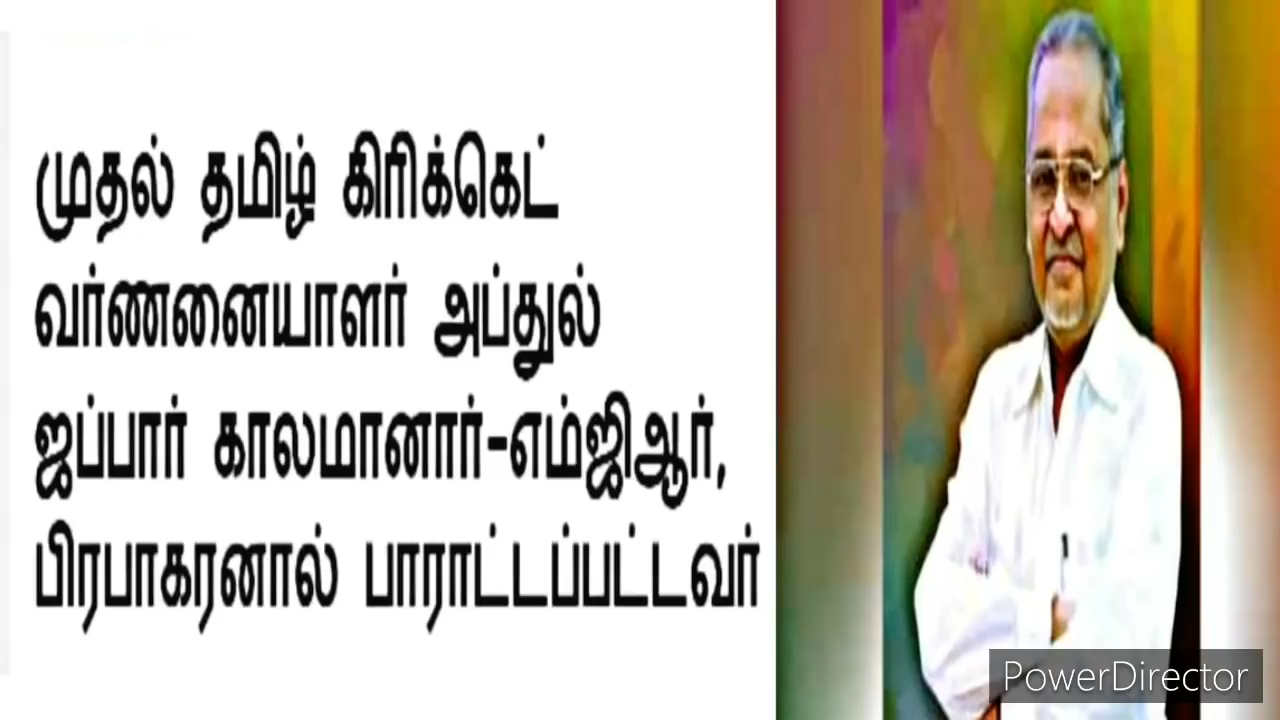 முதல் தமிழ் கிரிக்கெட்
வர்ணனையாளர் அப்துல்
ஜப்பார் காலமானார்-எம்ஜிஆர்,
பிரபாகரனால் பாராட்டப்பட்டவர்
PowerDirector